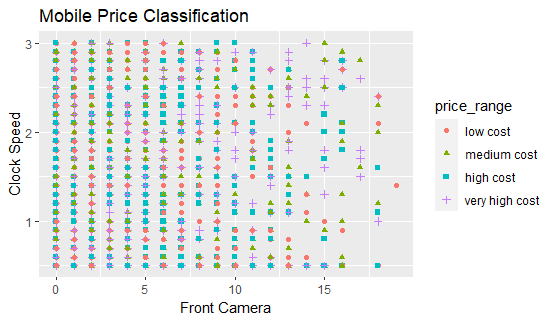 Mobile Price Classification
3
2
1
Clock Speed
0
5
10
15
Front Camera
price_range
low cost
medium cost
high cost
very high cost